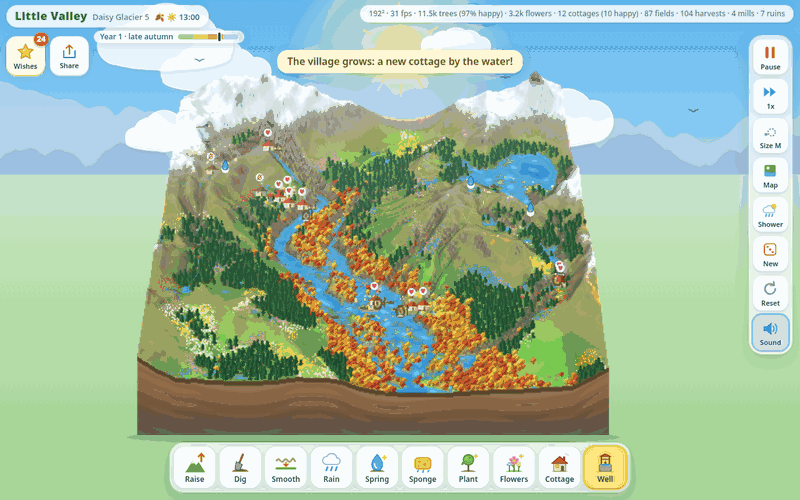 Little Valley Daisy Glacier 5 13:00
192² · 31 fps · 11.5k trees (97% happy) · 3.2k flowers · 12 cottages (10 happy) · 87 fields · 104 harvests · 4 mills · 7 ruins
Year 1 · late autumn
24
Wishes
Share
The village grows: a new cottage by the water!
Pause
1x
Size M
Map
Shower
New
Reset
Sound
Raise
Dig
Smooth
Rain
Spring
Sponge
Plant
Flowers
Cottage
Well